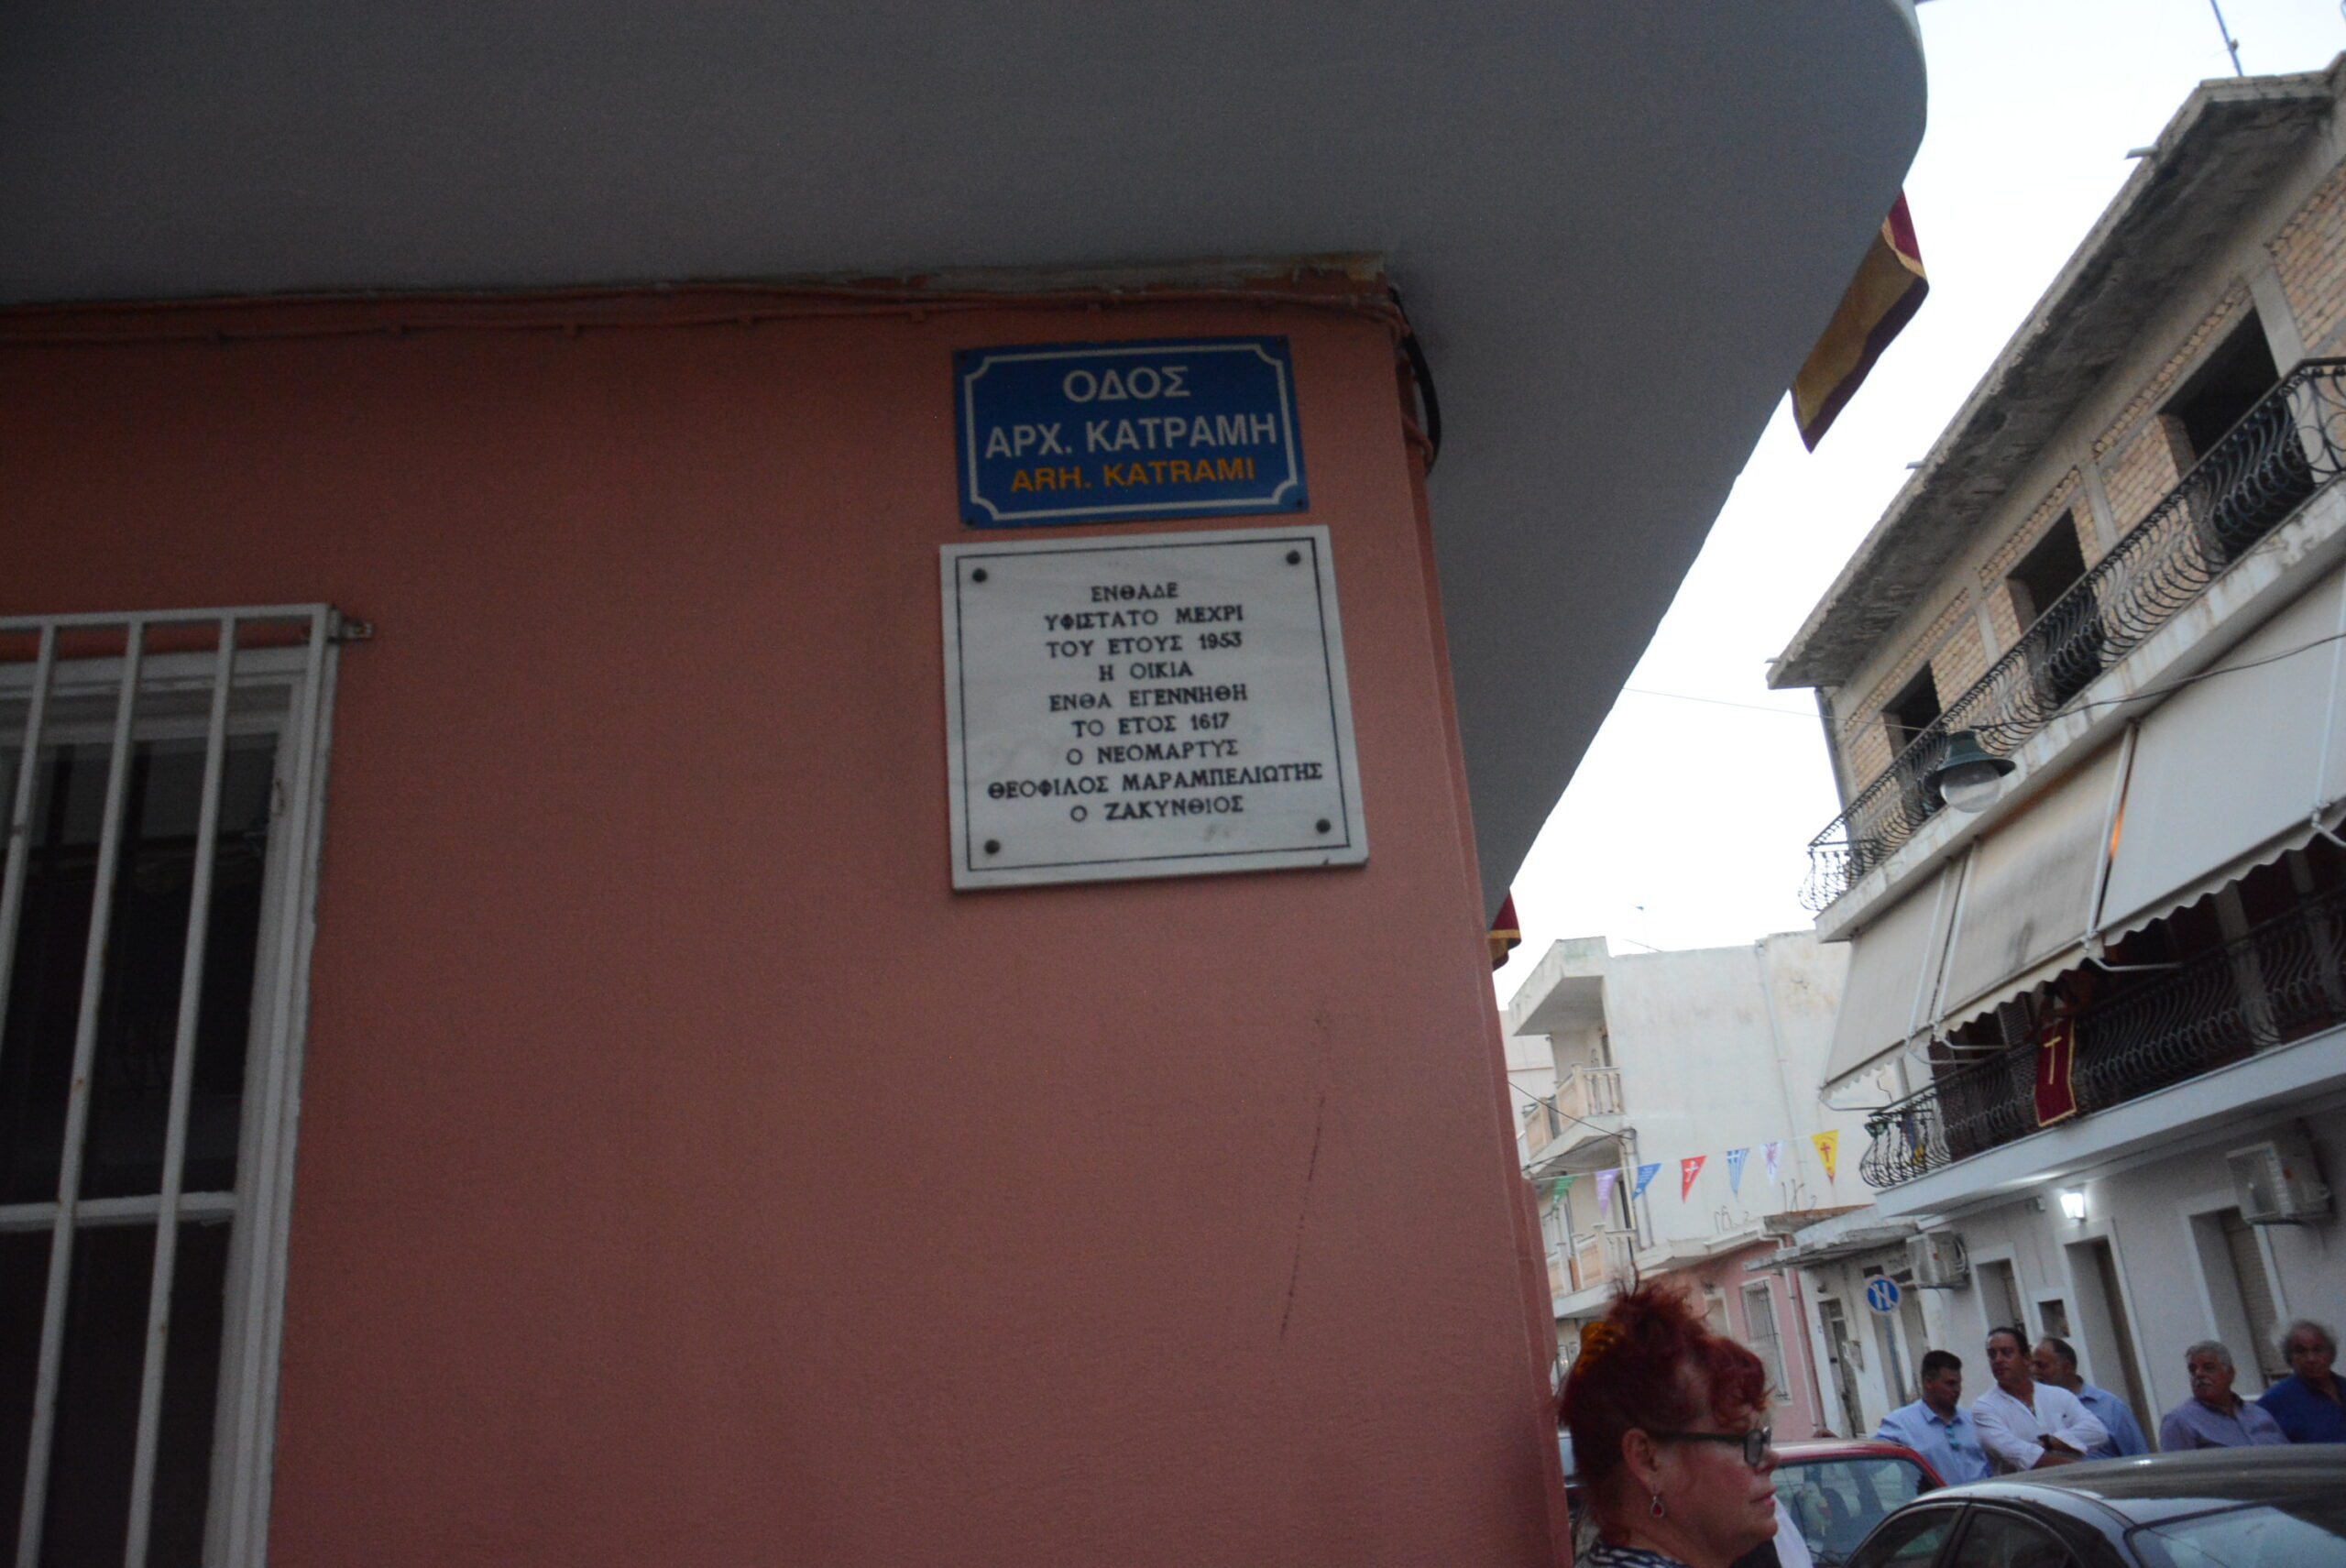 ΟΔΟΣ
ΑΡΧ. ΚΑΤΡΑΜΗ
ARH. KATRAMI
ΕΝΘΑΔΕ
ΥΦΙΣΤΑΤΟ ΜΕΧΡΙ
ΤΟΥ ΕΤΟΥΣ 1953
Η ΟΙΚΙΑ
ΕΝΘΑ ΕΓΕΝΝΗΘΗ
ΤΟ ΕΤΟΣ 1617
Ο ΝΕΟΜΑΡΤΥΣ
ΘΕΟΦΙΛΟΣ ΜΑΡΑΜΠΕΛΙΩΤΗΣ
Ο ΖΑΚΥΝΘΙΟΣ